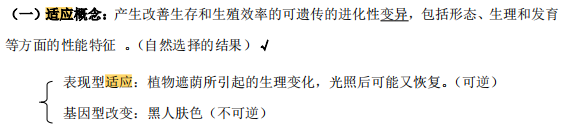 （一）适应概念：产生改善生存和生殖效率的可遗传的进化性变异，包括形态、生理和发育
等方面的性能特征 。（自然选择的结果）√
表现型适应：植物遮荫所引起的生理变化，光照后可能又恢复。（可逆）
基因型改变：黑人肤色（不可逆）